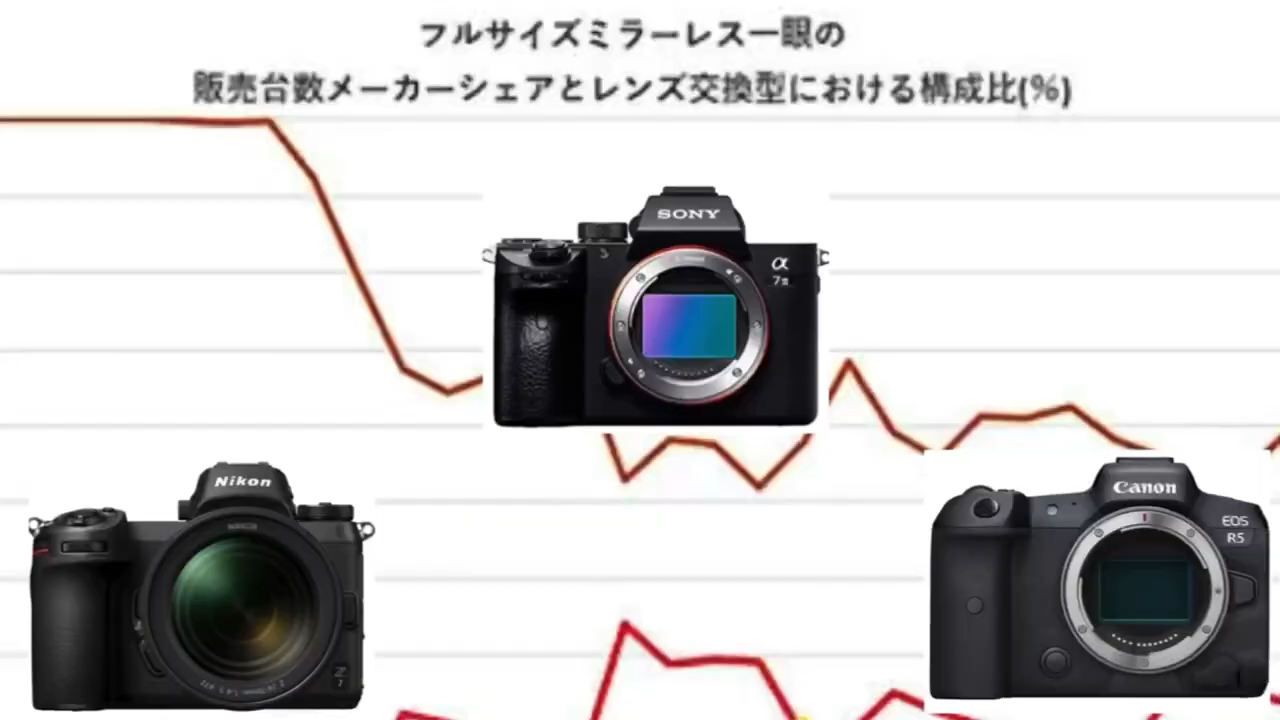 フルサイズミラーレス一眼の
販売台数メーカーシェアとレンズ交換型における構成比(%)
SONY
α
7III
Nikon
Z
7
Canon
EOS
R5